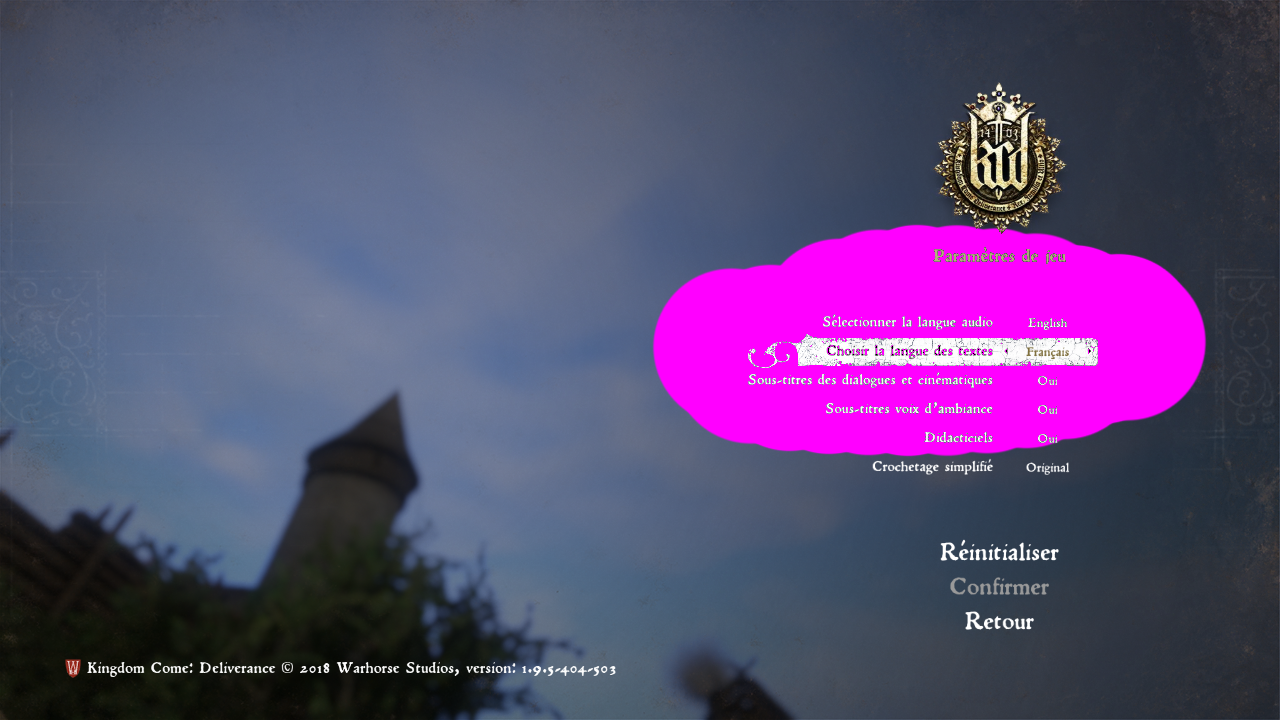 14 03
Paramètres de jeu
Sélectionner la langue audio English
Choisir la langue des textes Français
Sous-titres des dialogues et cinématiques Oui
Sous-titres voix d'ambiance Oui
Didacticiels Oui
Crochetage simplifié Original
Réinitialiser
Confirmer
Retour
Kingdom Come: Deliverance © 2018 Warhorse Studios, version: 1.9.5-404-503